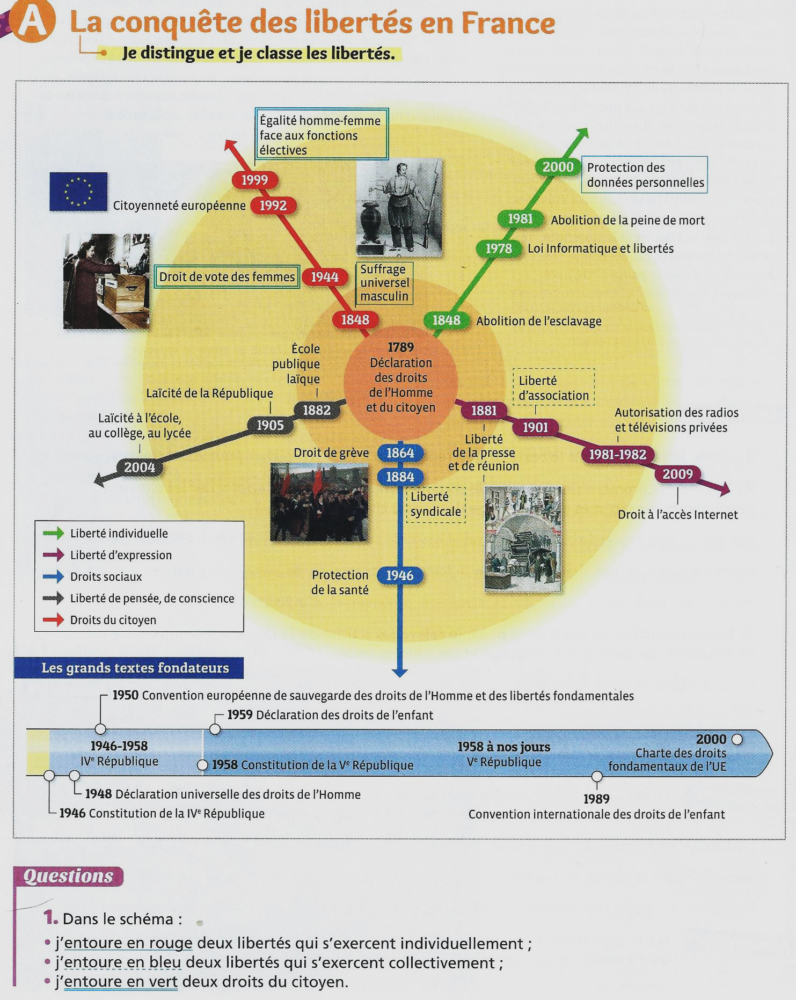 A La conquête des libertés en France
Je distingue et je classe les libertés.
Égalité homme-femme
face aux fonctions
électives
1999
Citoyenneté européenne 1992
Droit de vote des femmes 1944
Suffrage
universel
masculin
1848
2000 Protection des
données personnelles
1981 Abolition de la peine de mort
1978 Loi Informatique et libertés
1848 Abolition de l'esclavage
1789
Déclaration
des droits
de l'Homme
et du citoyen
École
publique
laïque
1882
Laïcité de la République
1905
Laïcité à l'école,
au collège, au lycée
2004
1881
Liberté
de la presse
et de réunion
Liberté
d'association
1901
Autorisation des radios
et télévisions privées
1981-1982
2009
Droit à l'accès Internet
Droit de grève 1864
1884
Liberté
syndicale
Protection
de la santé
1946
Liberté individuelle
Liberté d'expression
Droits sociaux
Liberté de pensée, de conscience
Droits du citoyen
Les grands textes fondateurs
1950 Convention européenne de sauvegarde des droits de l'Homme et des libertés fondamentales
1959 Déclaration des droits de l'enfant
1946-1958
IVe République
1958 Constitution de la Ve République
1958 à nos jours
Ve République
2000
Charte des droits
fondamentaux de l'UE
1948 Déclaration universelle des droits de l'Homme
1946 Constitution de la IVe République
1989
Convention internationale des droits de l'enfant
Questions
1. Dans le schéma :
• j'entoure en rouge deux libertés qui s'exercent individuellement ;
• j'entoure en bleu deux libertés qui s'exercent collectivement ;
• j'entoure en vert deux droits du citoyen.